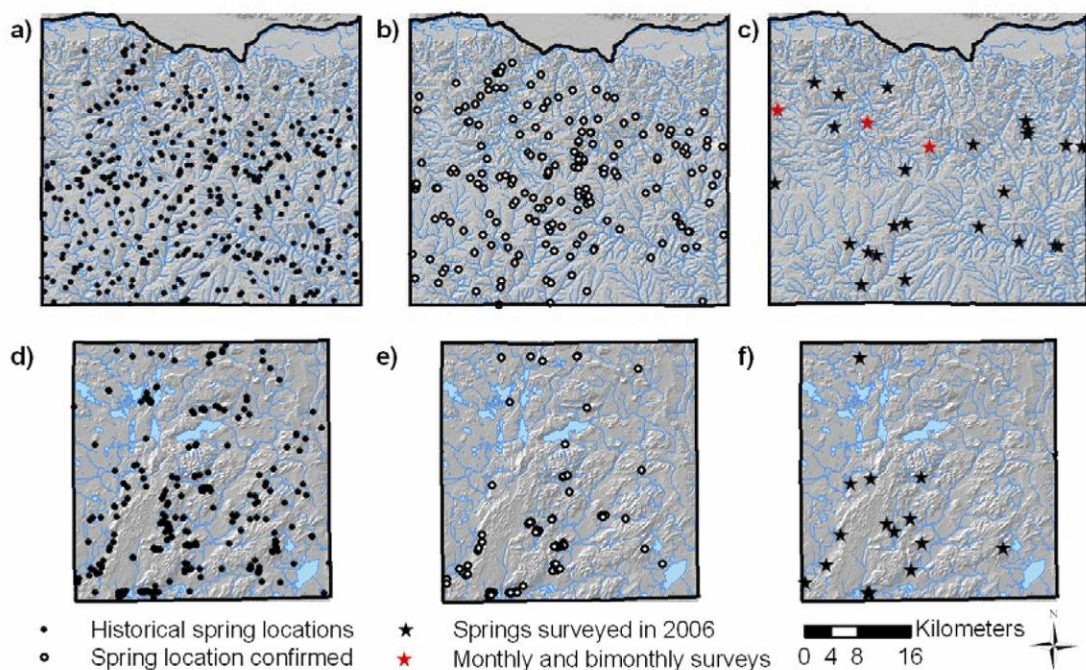 a)
b)
c)
d)
e)
f)
Historical spring locations
Spring location confirmed
Springs surveyed in 2006
Monthly and bimonthly surveys
Kilometers
0 4 8 16
N